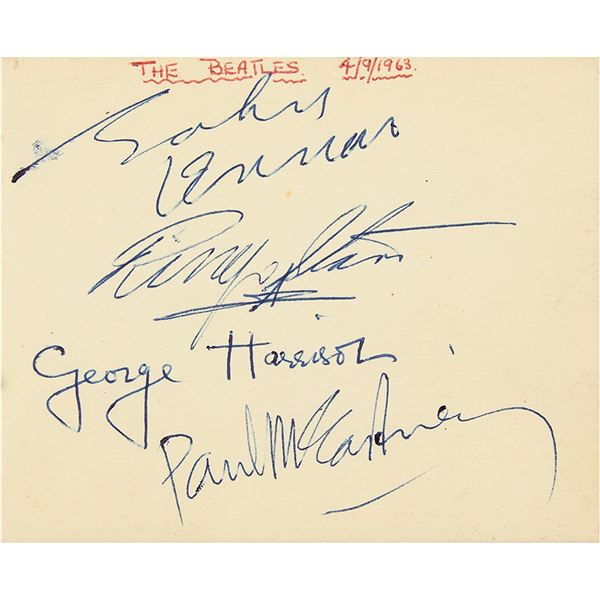 THE BEATLES. 4/9/1963.
John
Lennon
Ringo Starr
George Harrison
Paul McCartney